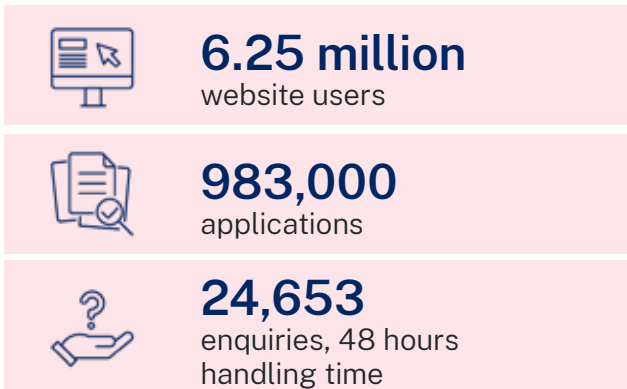 6.25 million
website users
983,000
applications
24,653
enquiries, 48 hours
handling time